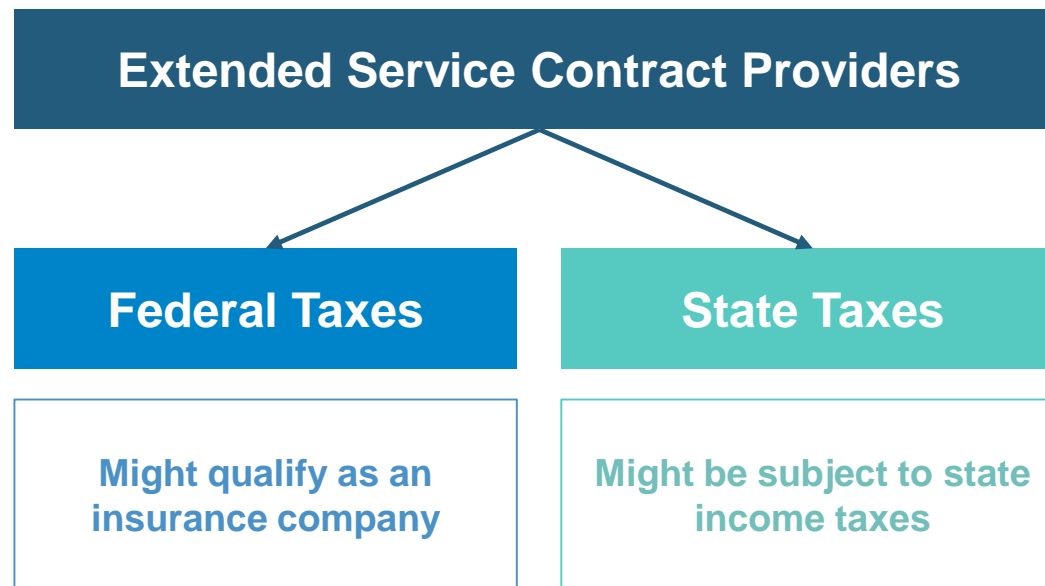 Extended Service Contract Providers
Federal Taxes
State Taxes
Might qualify as an
insurance company
Might be subject to state
income taxes